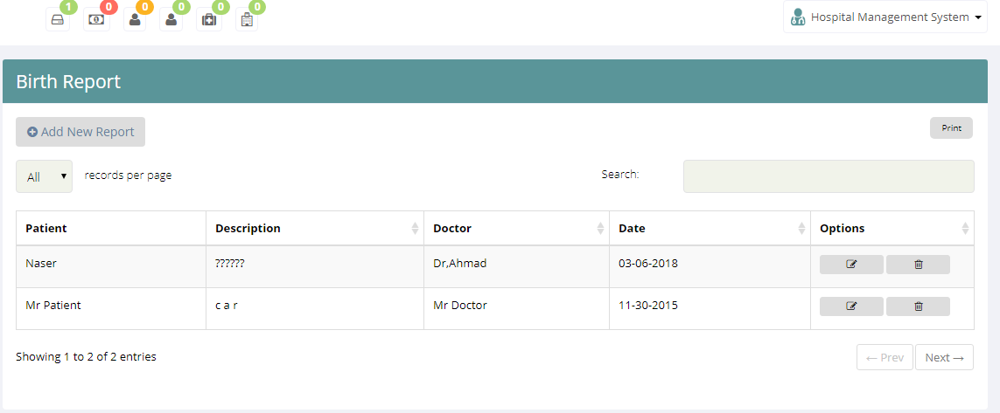 1 0 0 0 0 0
Hospital Management System
Birth Report
Add New Report
Print
All records per page Search:
Patient Description Doctor Date Options
Naser ?????? Dr,Ahmad 03-06-2018
Mr Patient c a r Mr Doctor 11-30-2015
Showing 1 to 2 of 2 entries
← Prev Next →